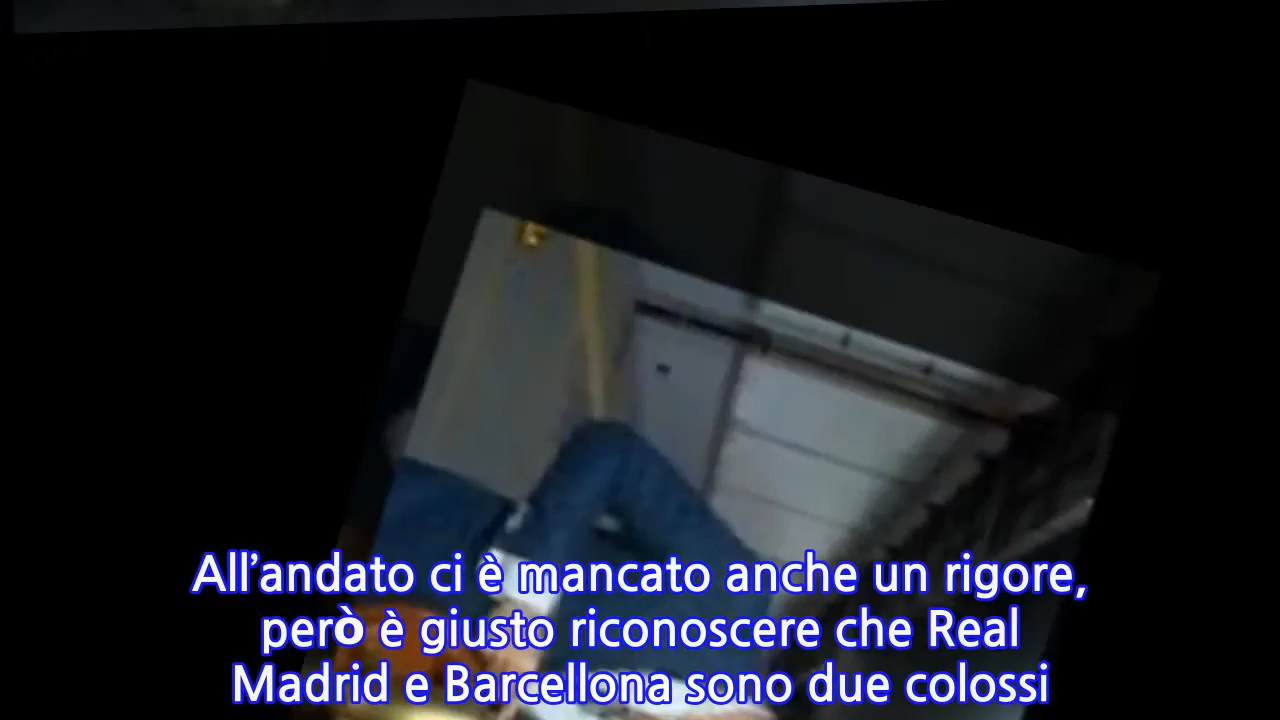 All'andato ci è mancato anche un rigore,
però è giusto riconoscere che Real
Madrid e Barcellona sono due colossi